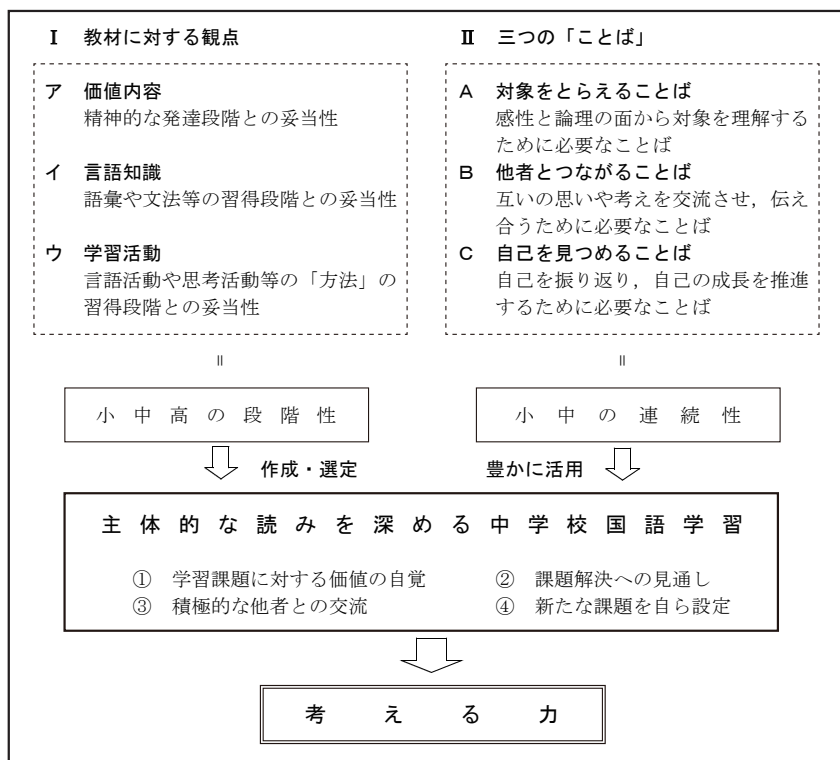 Ⅰ 教材に対する観点
ア 価値内容
精神的な発達段階との妥当性
イ 言語知識
語彙や文法等の習得段階との妥当性
ウ 学習活動
言語活動や思考活動等の「方法」の
習得段階との妥当性
=
小中高の段階性
作成・選定
Ⅱ 三つの「ことば」
A 対象をとらえることば
感性と論理の面から対象を理解する
ために必要なことば
B 他者とつながることば
互いの思いや考えを交流させ，伝え
合うために必要なことば
C 自己を見つめることば
自己を振り返り，自己の成長を推進
するために必要なことば
=
小中の連続性
豊かに活用
主体的な読みを深める中学校国語学習
① 学習課題に対する価値の自覚 ② 課題解決への見通し
③ 積極的な他者との交流 ④ 新たな課題を自ら設定
考える力